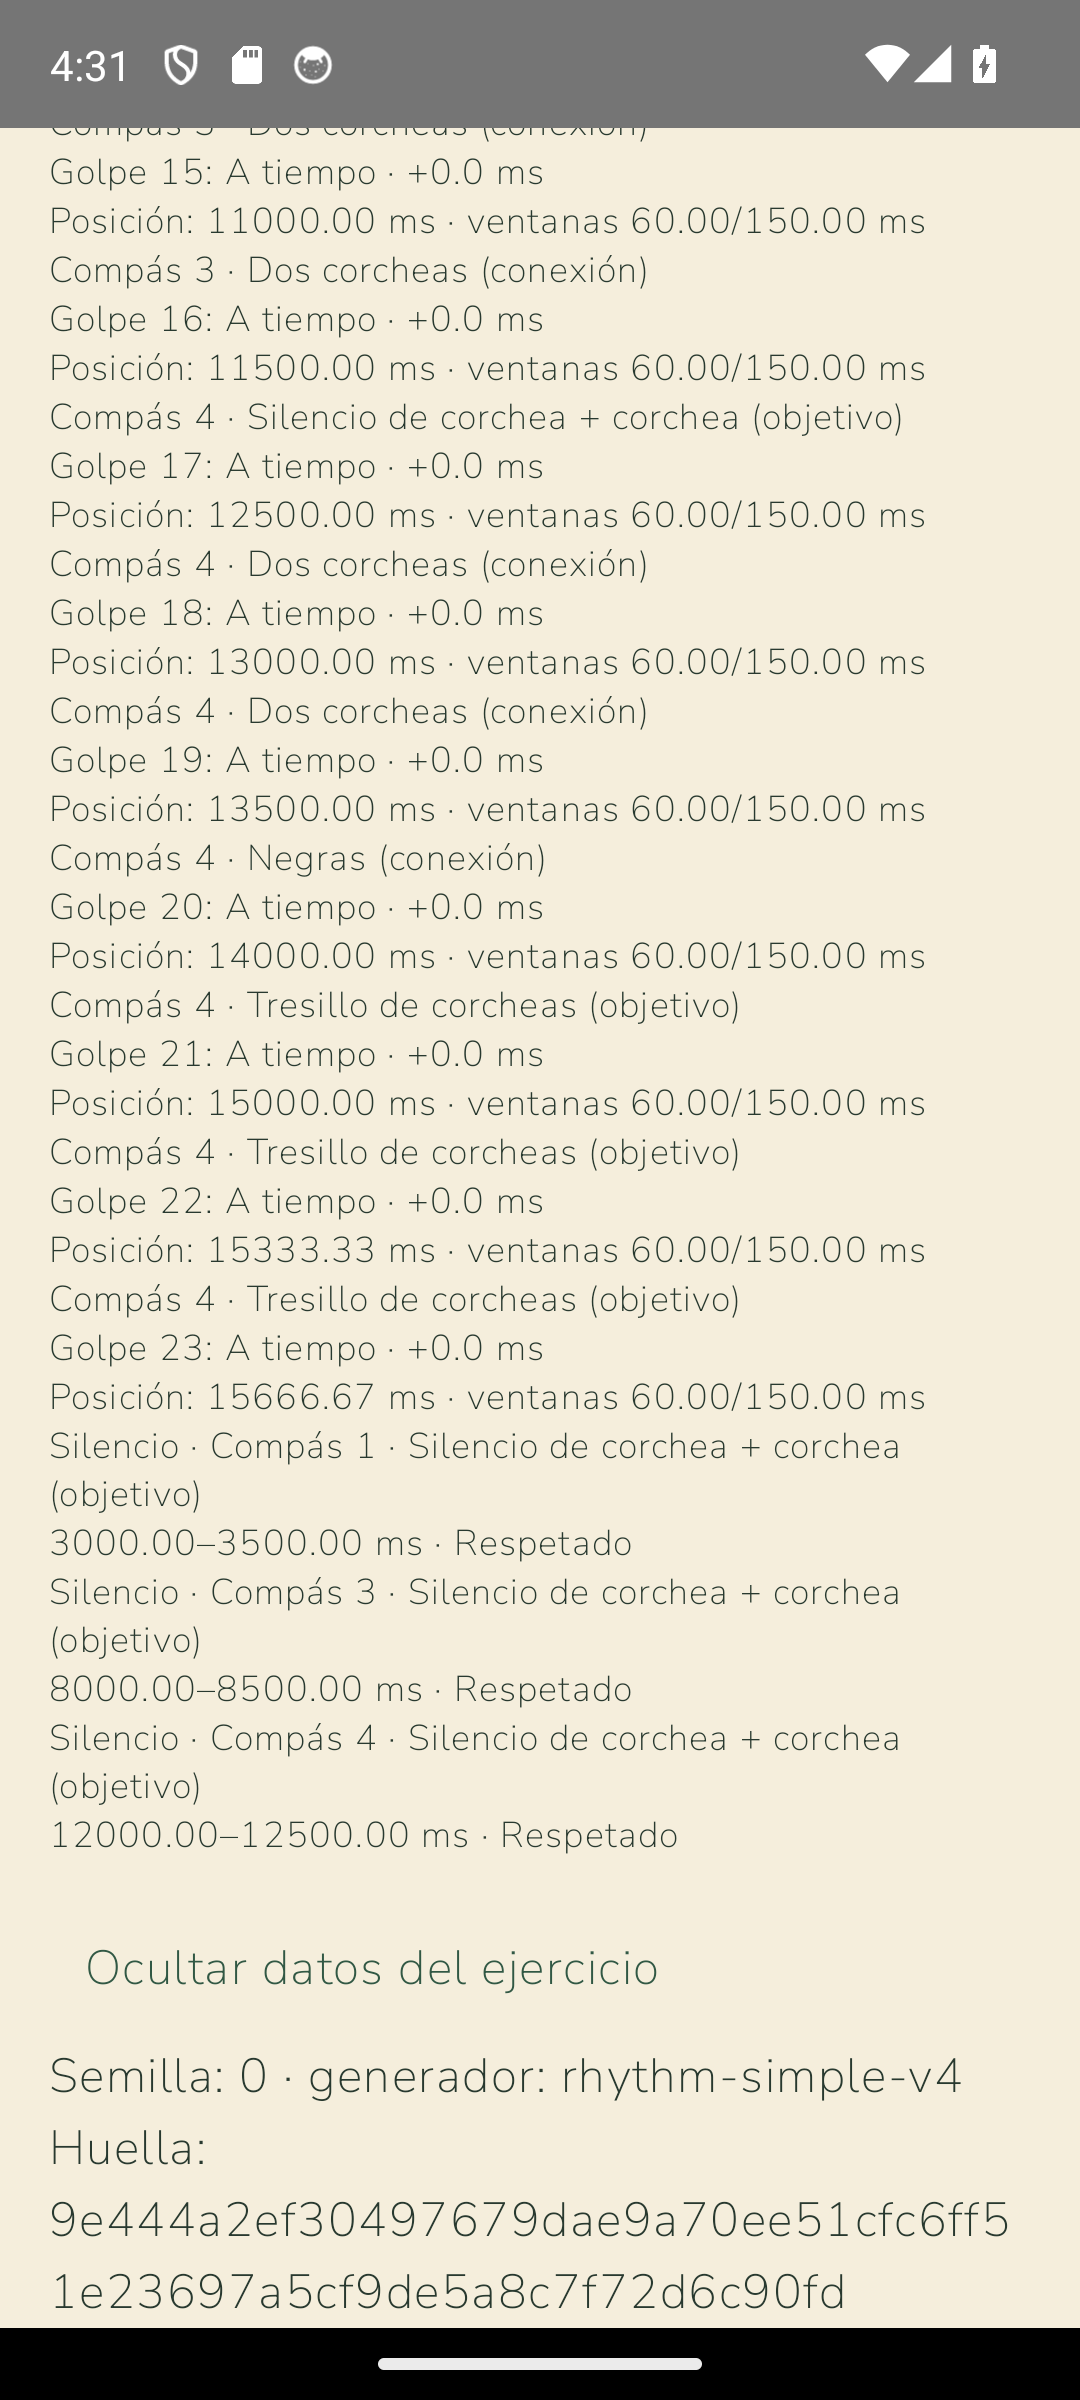 4:31
Compás 3 · Dos corcheas (conexión)
Golpe 15: A tiempo · +0.0 ms
Posición: 11000.00 ms · ventanas 60.00/150.00 ms
Compás 3 · Dos corcheas (conexión)
Golpe 16: A tiempo · +0.0 ms
Posición: 11500.00 ms · ventanas 60.00/150.00 ms
Compás 4 · Silencio de corchea + corchea (objetivo)
Golpe 17: A tiempo · +0.0 ms
Posición: 12500.00 ms · ventanas 60.00/150.00 ms
Compás 4 · Dos corcheas (conexión)
Golpe 18: A tiempo · +0.0 ms
Posición: 13000.00 ms · ventanas 60.00/150.00 ms
Compás 4 · Dos corcheas (conexión)
Golpe 19: A tiempo · +0.0 ms
Posición: 13500.00 ms · ventanas 60.00/150.00 ms
Compás 4 · Negras (conexión)
Golpe 20: A tiempo · +0.0 ms
Posición: 14000.00 ms · ventanas 60.00/150.00 ms
Compás 4 · Tresillo de corcheas (objetivo)
Golpe 21: A tiempo · +0.0 ms
Posición: 15000.00 ms · ventanas 60.00/150.00 ms
Compás 4 · Tresillo de corcheas (objetivo)
Golpe 22: A tiempo · +0.0 ms
Posición: 15333.33 ms · ventanas 60.00/150.00 ms
Compás 4 · Tresillo de corcheas (objetivo)
Golpe 23: A tiempo · +0.0 ms
Posición: 15666.67 ms · ventanas 60.00/150.00 ms
Silencio · Compás 1 · Silencio de corchea + corchea
(objetivo)
3000.00–3500.00 ms · Respetado
Silencio · Compás 3 · Silencio de corchea + corchea
(objetivo)
8000.00–8500.00 ms · Respetado
Silencio · Compás 4 · Silencio de corchea + corchea
(objetivo)
12000.00–12500.00 ms · Respetado
Ocultar datos del ejercicio
Semilla: 0 · generador: rhythm-simple-v4
Huella:
9e444a2ef30497679dae9a70ee51cfc6ff5
1e23697a5cf9de5a8c7f72d6c90fd